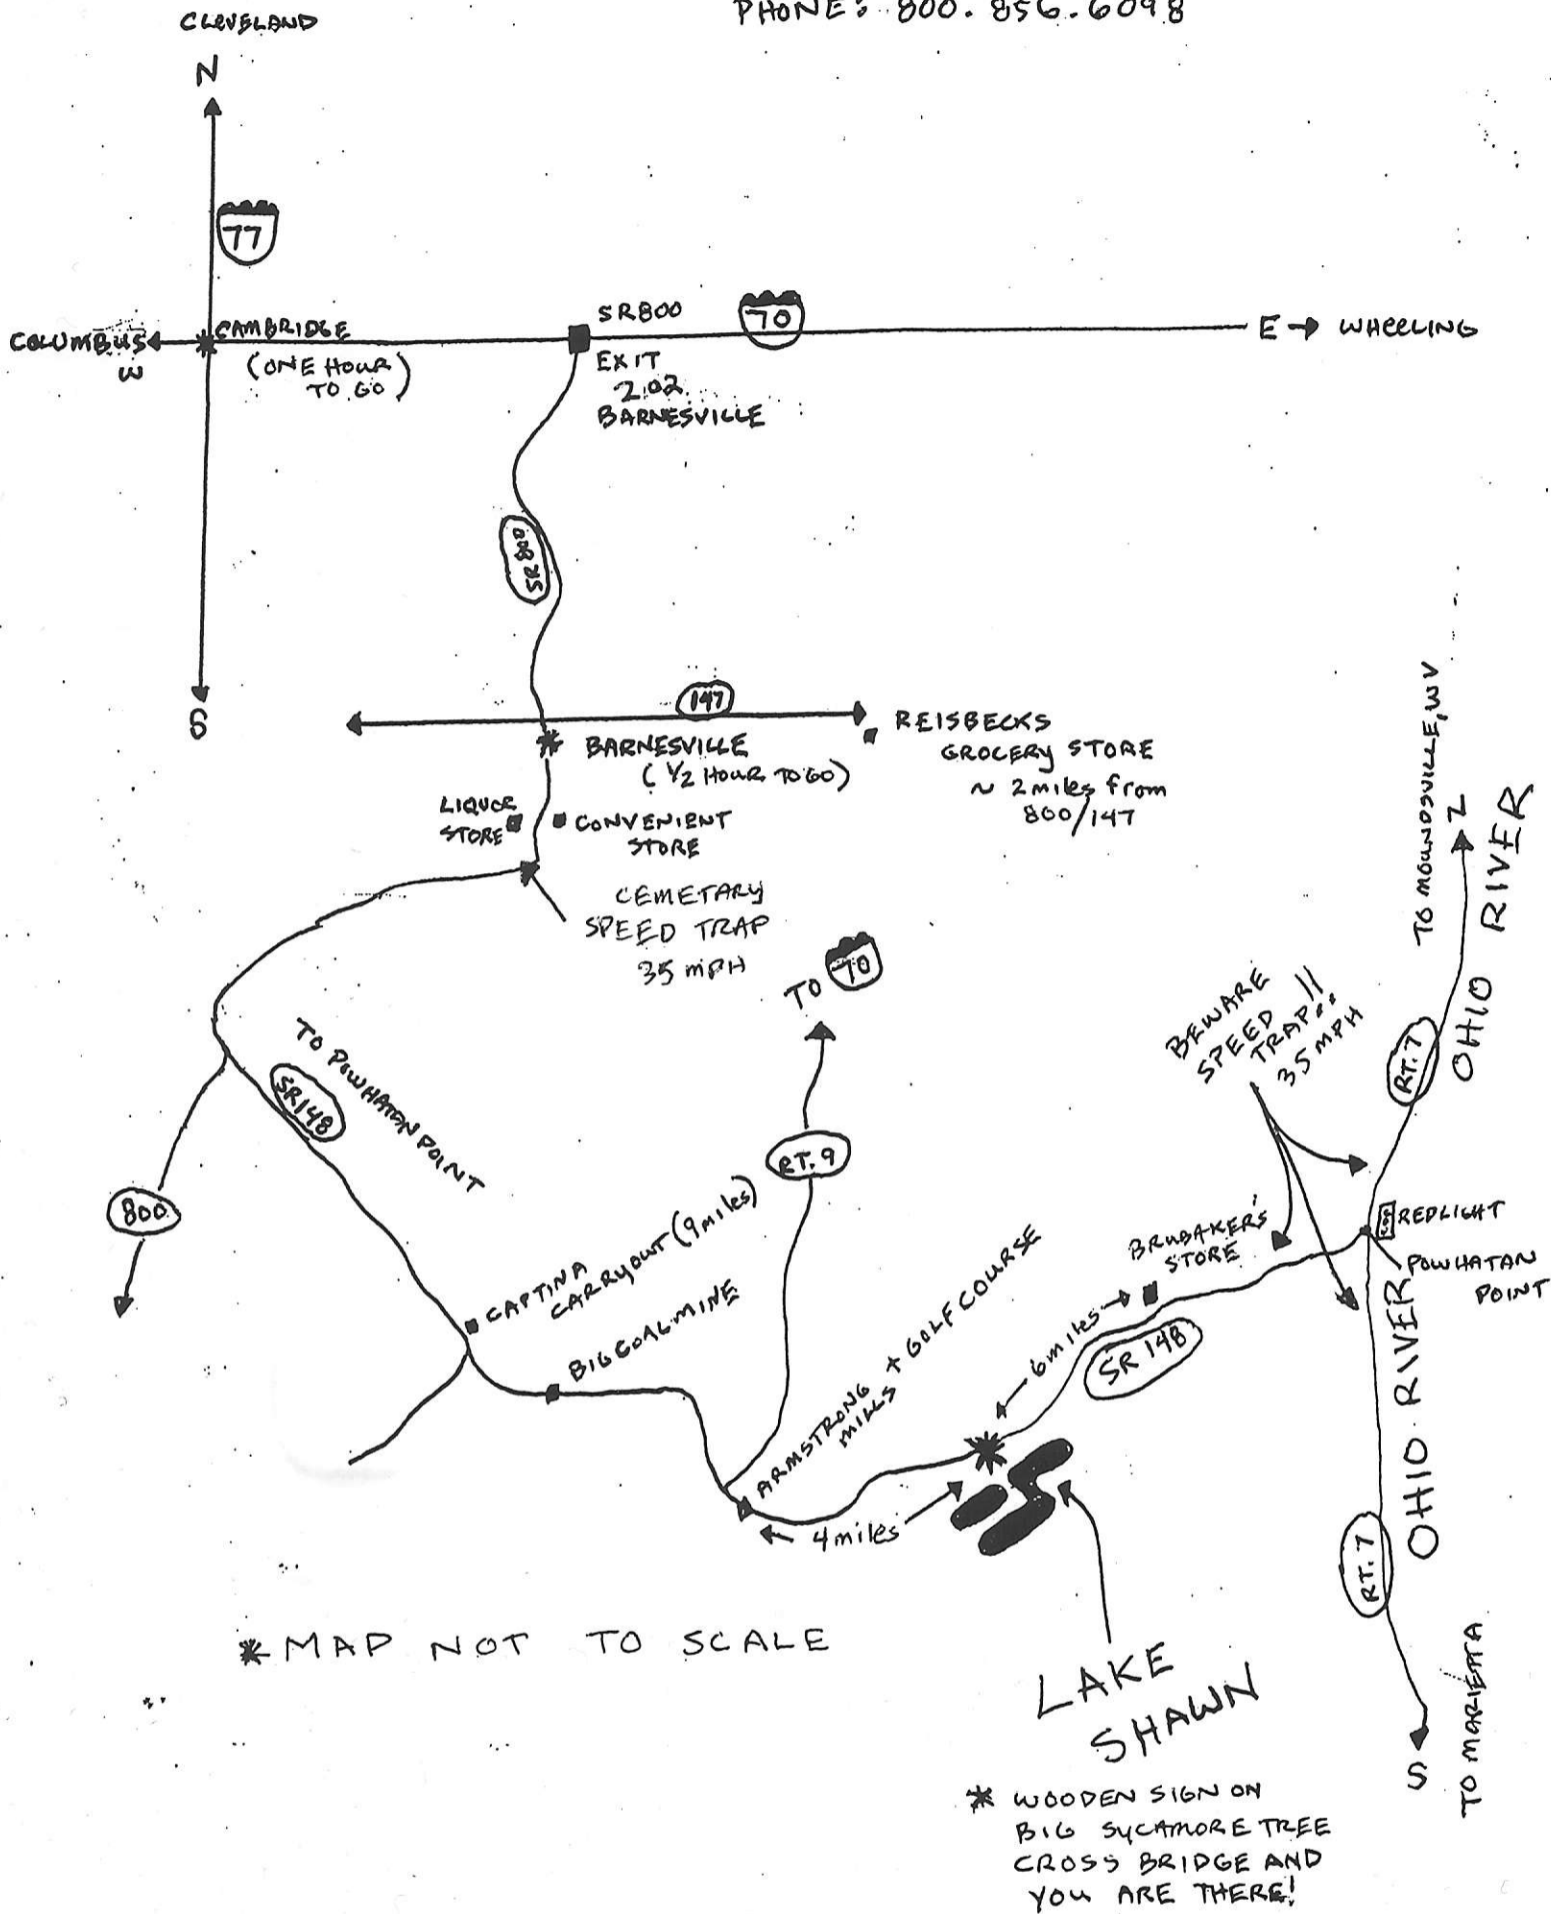 PHONE: 800.856.6098
CLEVELAND
N
77
COLUMBUS
W
CAMBRIDGE
(ONE HOUR
TO GO)
SR800
70
EXIT
202
BARNESVILLE
E → WHEELING
SR 800
S
147
BARNESVILLE
(1/2 HOUR TO GO)
REISBECKS
GROCERY STORE
~ 2 miles from
800/147
LIQUOR
STORE
CONVENIENT
STORE
CEMETARY
SPEED TRAP
35 MPH
TO 70
TO MOUNDSVILLE, WV
N
OHIO RIVER
RT. 7
BEWARE
SPEED
TRAP!!
35 MPH
TO POWHATAN POINT
SR148
800
RT. 9
CAPTINA
CARRYOUT (9 miles)
BIG COAL MINE
ARMSTRONG + GOLF COURSE
MILLS
BRUBAKER'S
STORE
REDLIGHT
POWHATAN
POINT
6 miles
SR 148
4 miles
OHIO RIVER
RT. 7
S
TO MARIETTA
* MAP NOT TO SCALE
LAKE
SHAWN
* WOODEN SIGN ON
BIG SYCAMORE TREE
CROSS BRIDGE AND
YOU ARE THERE!